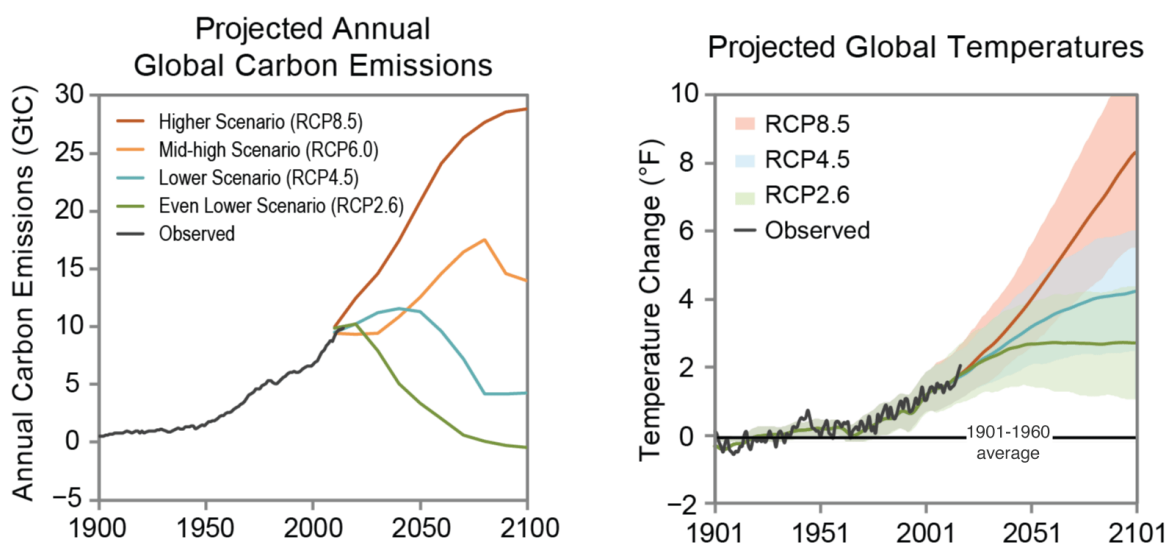 Projected Annual
Global Carbon Emissions
Annual Carbon Emissions (GtC)
30
25
20
15
10
5
0
−5
Higher Scenario (RCP8.5)
Mid-high Scenario (RCP6.0)
Lower Scenario (RCP4.5)
Even Lower Scenario (RCP2.6)
Observed
1900
1950
2000
2050
2100
Projected Global Temperatures
Temperature Change (°F)
10
8
6
4
2
0
−2
RCP8.5
RCP4.5
RCP2.6
Observed
1901-1960
average
1901
1951
2001
2051
2101